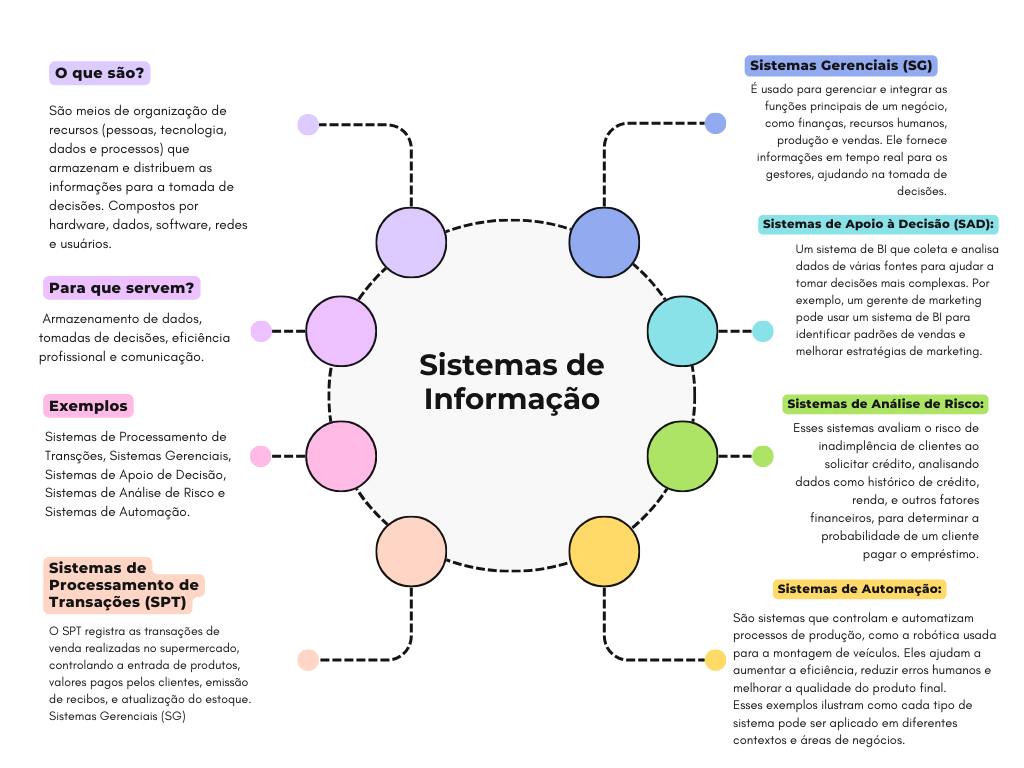 O que são?
São meios de organização de
recursos (pessoas, tecnologia,
dados e processos) que
armazenam e distribuem as
informações para a tomada de
decisões. Compostos por
hardware, dados, software, redes
e usuários.
Para que servem?
Armazenamento de dados,
tomadas de decisões, eficiência
profissional e comunicação.
Exemplos
Sistemas de Processamento de
Transções, Sistemas Gerenciais,
Sistemas de Apoio de Decisão,
Sistemas de Análise de Risco e
Sistemas de Automação.
Sistemas de
Processamento de
Transações (SPT)
O SPT registra as transações de
venda realizadas no supermercado,
controlando a entrada de produtos,
valores pagos pelos clientes, emissão
de recibos, e atualização do estoque.
Sistemas Gerenciais (SG)
Sistemas de
Informação
Sistemas Gerenciais (SG)
É usado para gerenciar e integrar as
funções principais de um negócio,
como finanças, recursos humanos,
produção e vendas. Ele fornece
informações em tempo real para os
gestores, ajudando na tomada de
decisões.
Sistemas de Apoio à Decisão (SAD):
Um sistema de BI que coleta e analisa
dados de várias fontes para ajudar a
tomar decisões mais complexas. Por
exemplo, um gerente de marketing
pode usar um sistema de BI para
identificar padrões de vendas e
melhorar estratégias de marketing.
Sistemas de Análise de Risco:
Esses sistemas avaliam o risco de
inadimplência de clientes ao
solicitar crédito, analisando
dados como histórico de crédito,
renda, e outros fatores
financeiros, para determinar a
probabilidade de um cliente
pagar o empréstimo.
Sistemas de Automação:
São sistemas que controlam e automatizam
processos de produção, como a robótica usada
para a montagem de veículos. Eles ajudam a
aumentar a eficiência, reduzir erros humanos e
melhorar a qualidade do produto final.
Esses exemplos ilustram como cada tipo de
sistema pode ser aplicado em diferentes
contextos e áreas de negócios.